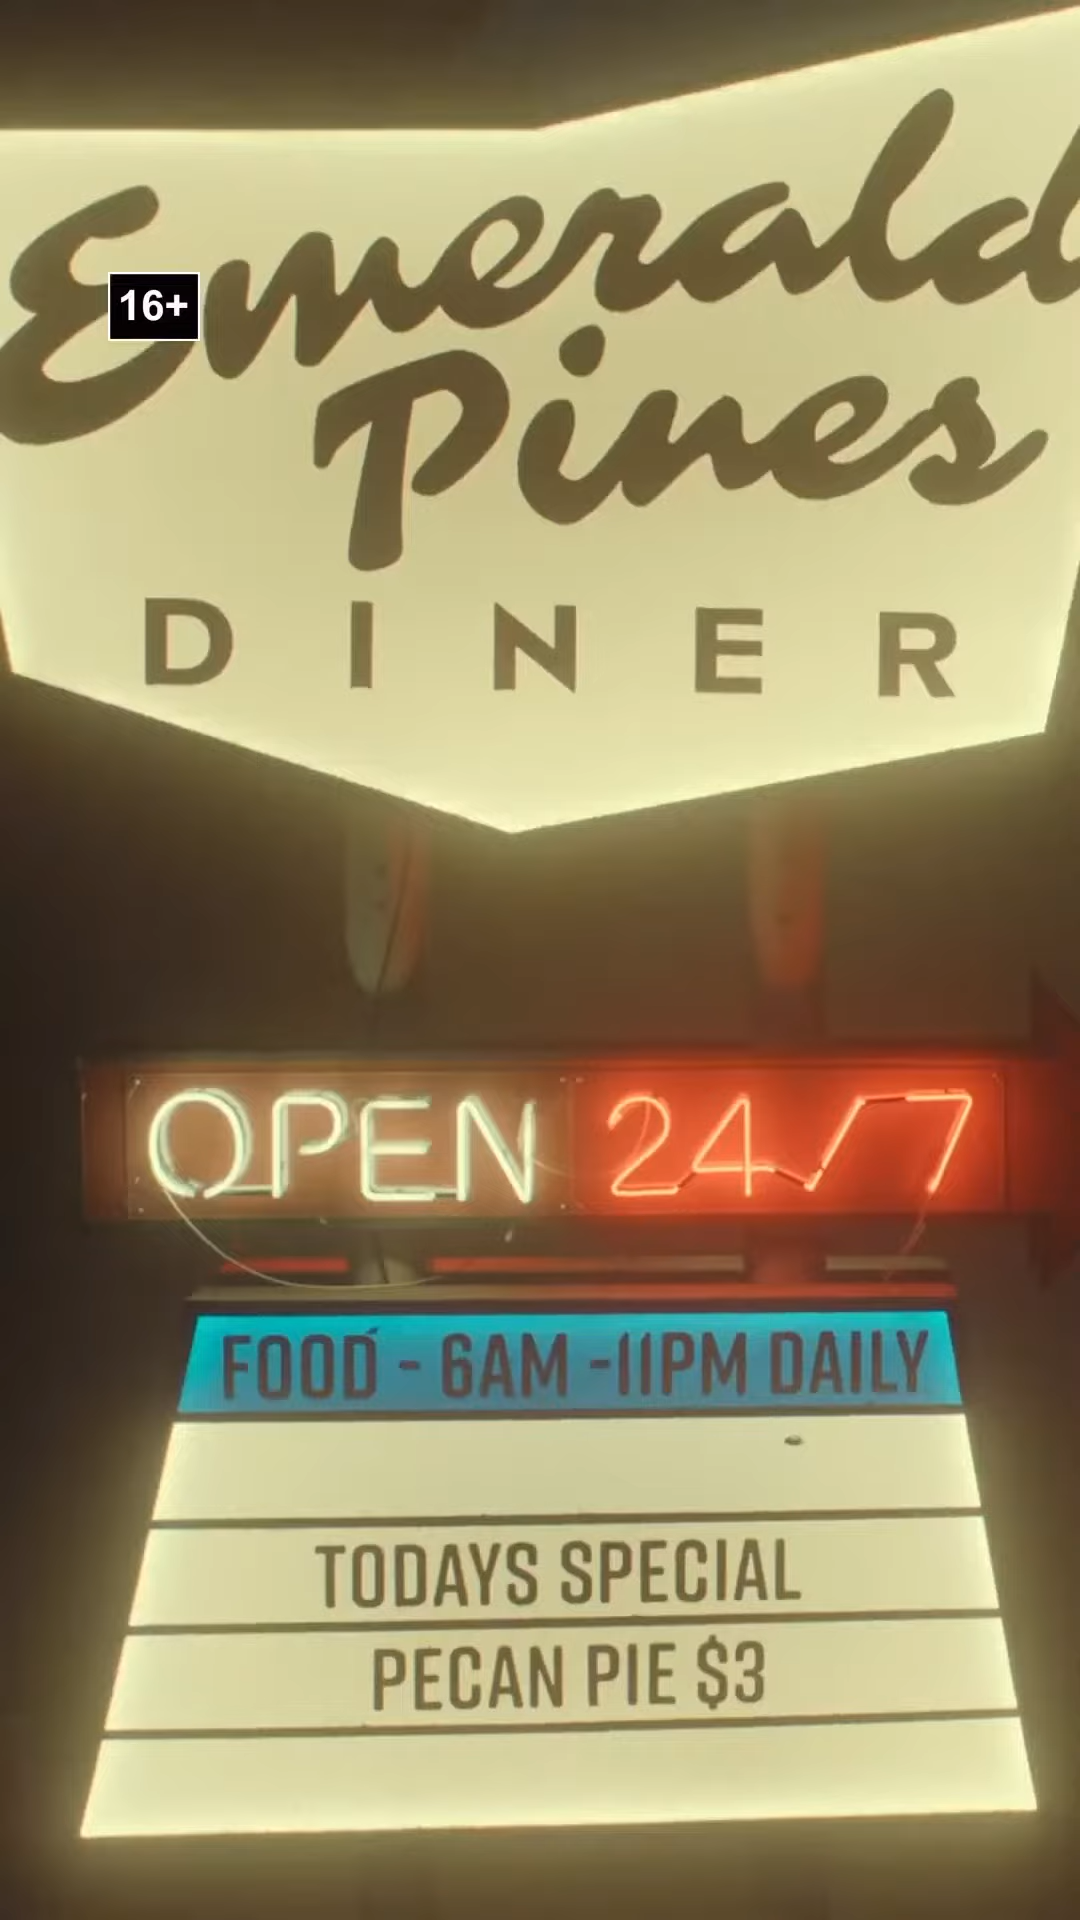 Emerald
16+
Pines
DINER
OPEN 24/7
FOOD - 6AM -11PM DAILY
TODAYS SPECIAL
PECAN PIE $3